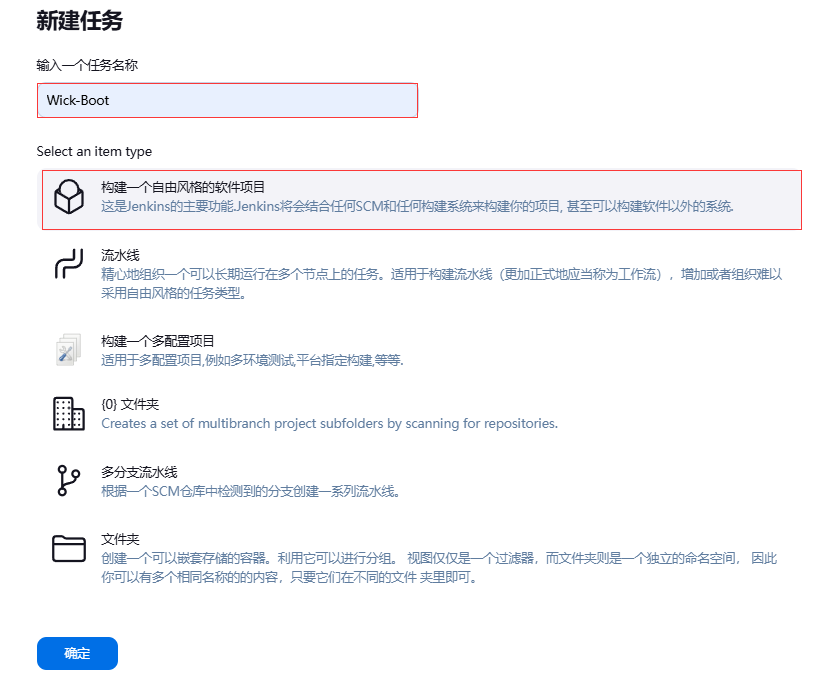 新建任务
输入一个任务名称
Wick-Boot
Select an item type
构建一个自由风格的软件项目
这是Jenkins的主要功能.Jenkins将会结合任何SCM和任何构建系统来构建你的项目, 甚至可以构建软件以外的系统.
流水线
精心地组织一个可以长期运行在多个节点上的任务。适用于构建流水线（更加正式地应当称为工作流），增加或者组织难以
采用自由风格的任务类型。
构建一个多配置项目
适用于多配置项目,例如多环境测试,平台指定构建,等等.
{0} 文件夹
Creates a set of multibranch project subfolders by scanning for repositories.
多分支流水线
根据一个SCM仓库中检测到的分支创建一系列流水线。
文件夹
创建一个可以嵌套存储的容器。利用它可以进行分组。 视图仅仅是一个过滤器，而文件夹则是一个独立的命名空间， 因此
你可以有多个相同名称的的内容，只要它们在不同的文件 夹里即可。
确定